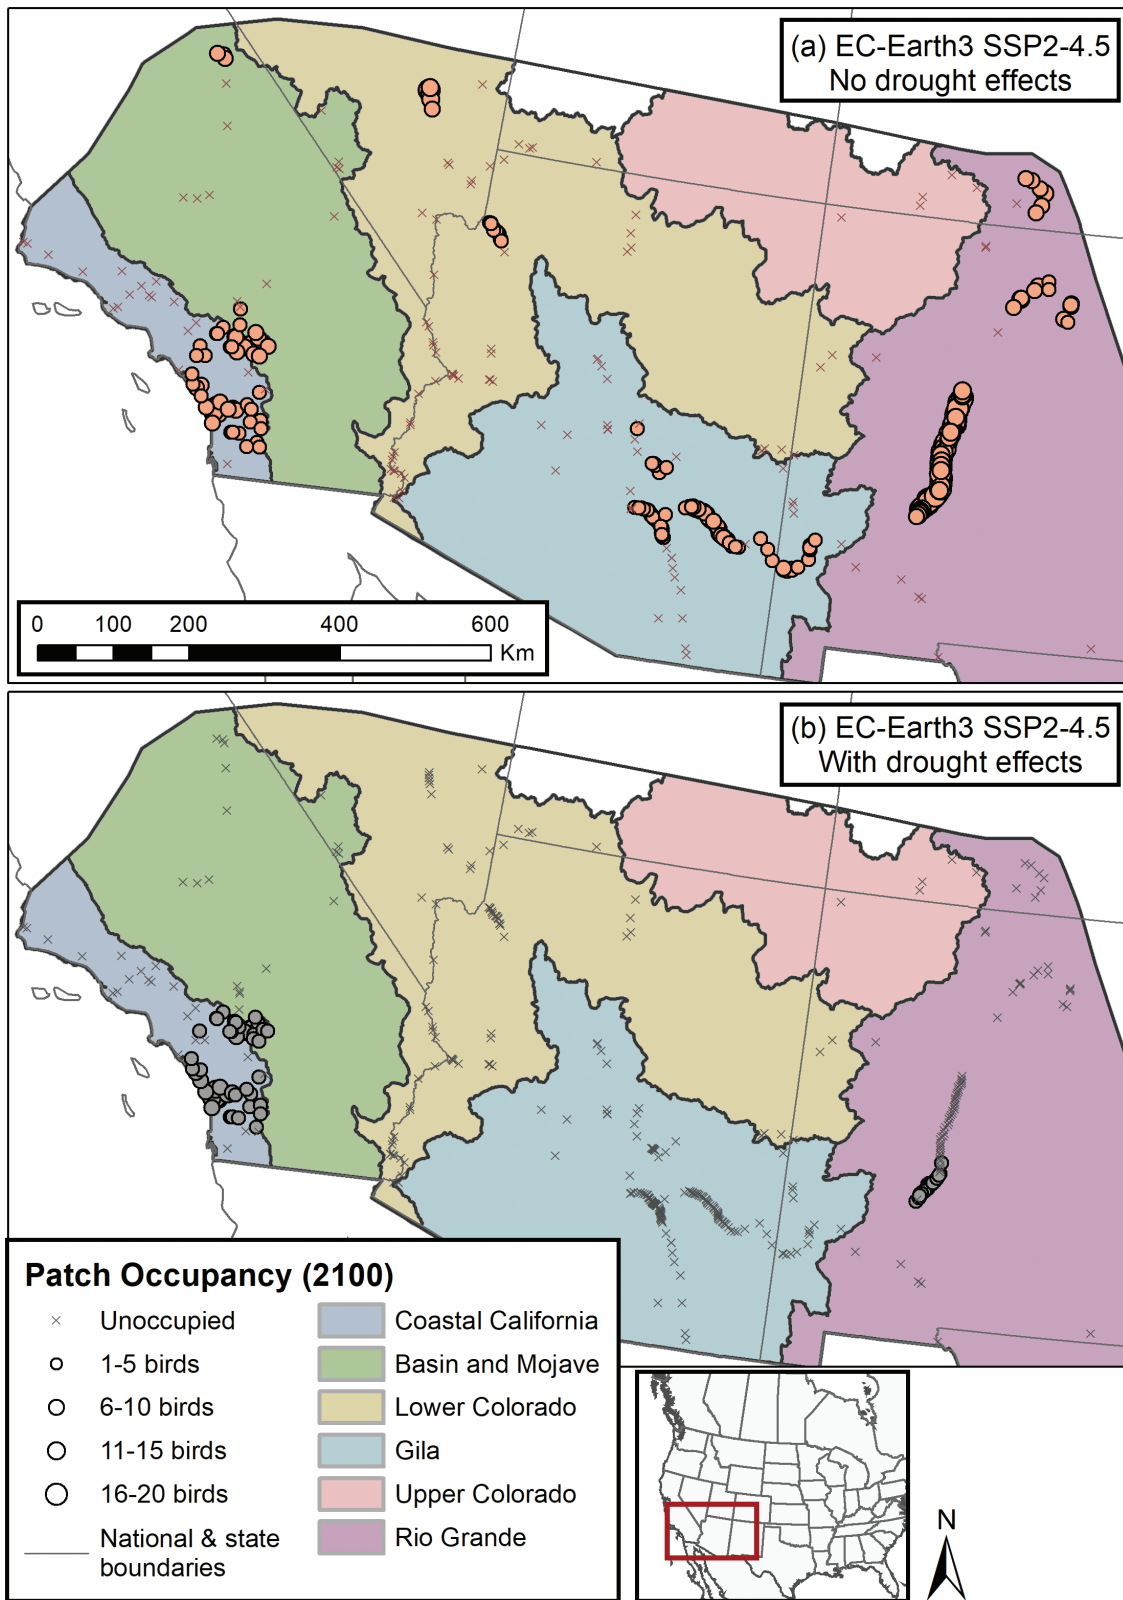 (a) EC-Earth3 SSP2-4.5
No drought effects
0 100 200 400 600
Km
(b) EC-Earth3 SSP2-4.5
With drought effects
Patch Occupancy (2100)
Unoccupied
1-5 birds
6-10 birds
11-15 birds
16-20 birds
National & state
boundaries
Coastal California
Basin and Mojave
Lower Colorado
Gila
Upper Colorado
Rio Grande
N